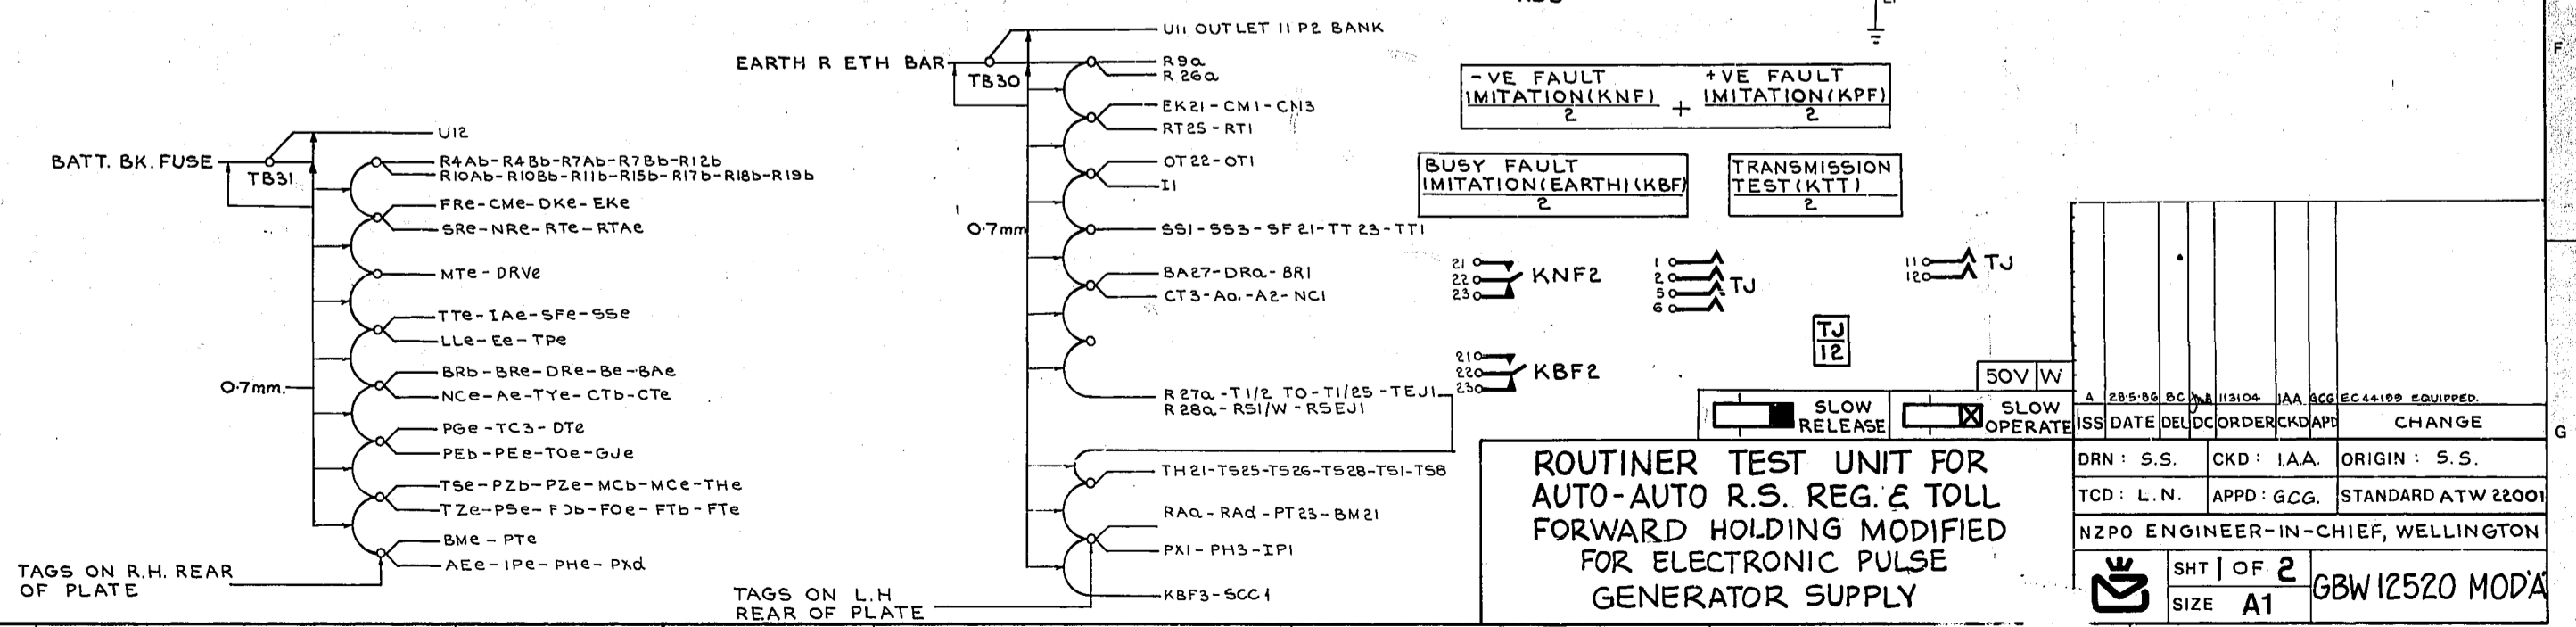 BATT. BK. FUSE
TB31
U12
R4Ab-R4Bb-R7Ab-R7Bb-R12b
R10Ab-R10Bb-R11b-R15b-R17b-R18b-R19b
FRe-CMe-DKe-EKe
SRe-NRe-RTe-RTAe
MTe-DRVe
TTe-IAe-SFe-SSe
LLe-Ee-TPe
BRb-BRe-DRe-Be-BAe
0.7mm.
NCe-Ae-TYe-CTb-CTe
PGe-TC3-DTe
PEb-PEe-TOe-GJe
TSe-PZb-PZe-MCb-MCe-THe
TZe-PSe-FOb-FOe-FTb-FTe
BMe-PTe
AEe-IPe-PHe-PXd
TAGS ON R.H. REAR
OF PLATE
U11 OUTLET 11 P2 BANK
EARTH R ETH BAR
TB30
R9a
R26a
EK21-CM1-CN3
RT25-RT1
OT22-OT1
I1
0.7mm
SS1-SS3-SF21-TT23-TT1
BA27-DRa-BR1
CT3-A0.-A2-NC1
R27a-T1/2 TO-T1/25-TEJ1
R28a-RS1/W-RSEJ1
TH21-TS25-TS26-TS28-TS1-TS8
RAa-RAd-PT23-BM21
PX1-PH3-IP1
KBF3-SCC1
TAGS ON L.H
REAR OF PLATE
-VE FAULT
IMITATION(KNF)
2
+
+VE FAULT
IMITATION(KPF)
2
BUSY FAULT
IMITATION(EARTH)(KBF)
2
TRANSMISSION
TEST(KTT)
2
21
22
23
KNF2
1
2
5
6
TJ
11
12
TJ
TJ
12
21
22
23
KBF2
50V W
SLOW
RELEASE
SLOW
OPERATE
ROUTINER TEST UNIT FOR
AUTO-AUTO R.S. REG. & TOLL
FORWARD HOLDING MODIFIED
FOR ELECTRONIC PULSE
GENERATOR SUPPLY
A 28·5·86 BC 113104 IAA GCG EC44199 EQUIPPED.
ISS DATE DEL DC ORDER CKD APD CHANGE
DRN : S.S. CKD : I.A.A. ORIGIN : S.S.
TCD : L.N. APPD : GCG. STANDARD ATW 22001
NZPO ENGINEER-IN-CHIEF, WELLINGTON
SHT 1 OF 2
SIZE A1
GBW12520 MOD'A'
F
G